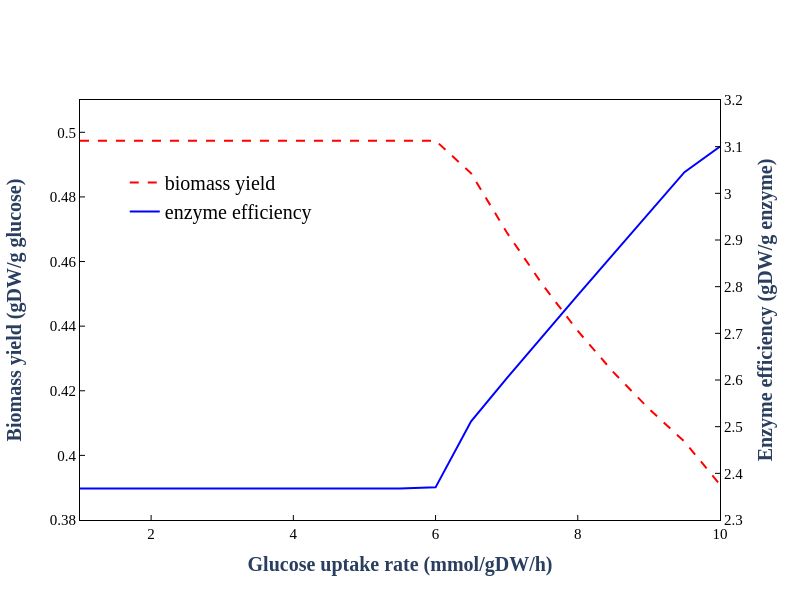 biomass yield
enzyme efficiency
Biomass yield (gDW/g glucose)
0.5
0.48
0.46
0.44
0.42
0.4
0.38
3.2
3.1
3
2.9
2.8
2.7
2.6
2.5
2.4
2.3
Enzyme efficiency (gDW/g enzyme)
2 4 6 8 10
Glucose uptake rate (mmol/gDW/h)